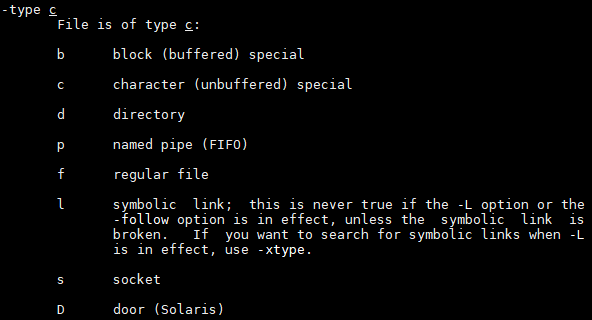 -type c
File is of type c:
b block (buffered) special
c character (unbuffered) special
d directory
p named pipe (FIFO)
f regular file
l symbolic link; this is never true if the -L option or the
-follow option is in effect, unless the symbolic link is
broken. If you want to search for symbolic links when -L
is in effect, use -xtype.
s socket
D door (Solaris)